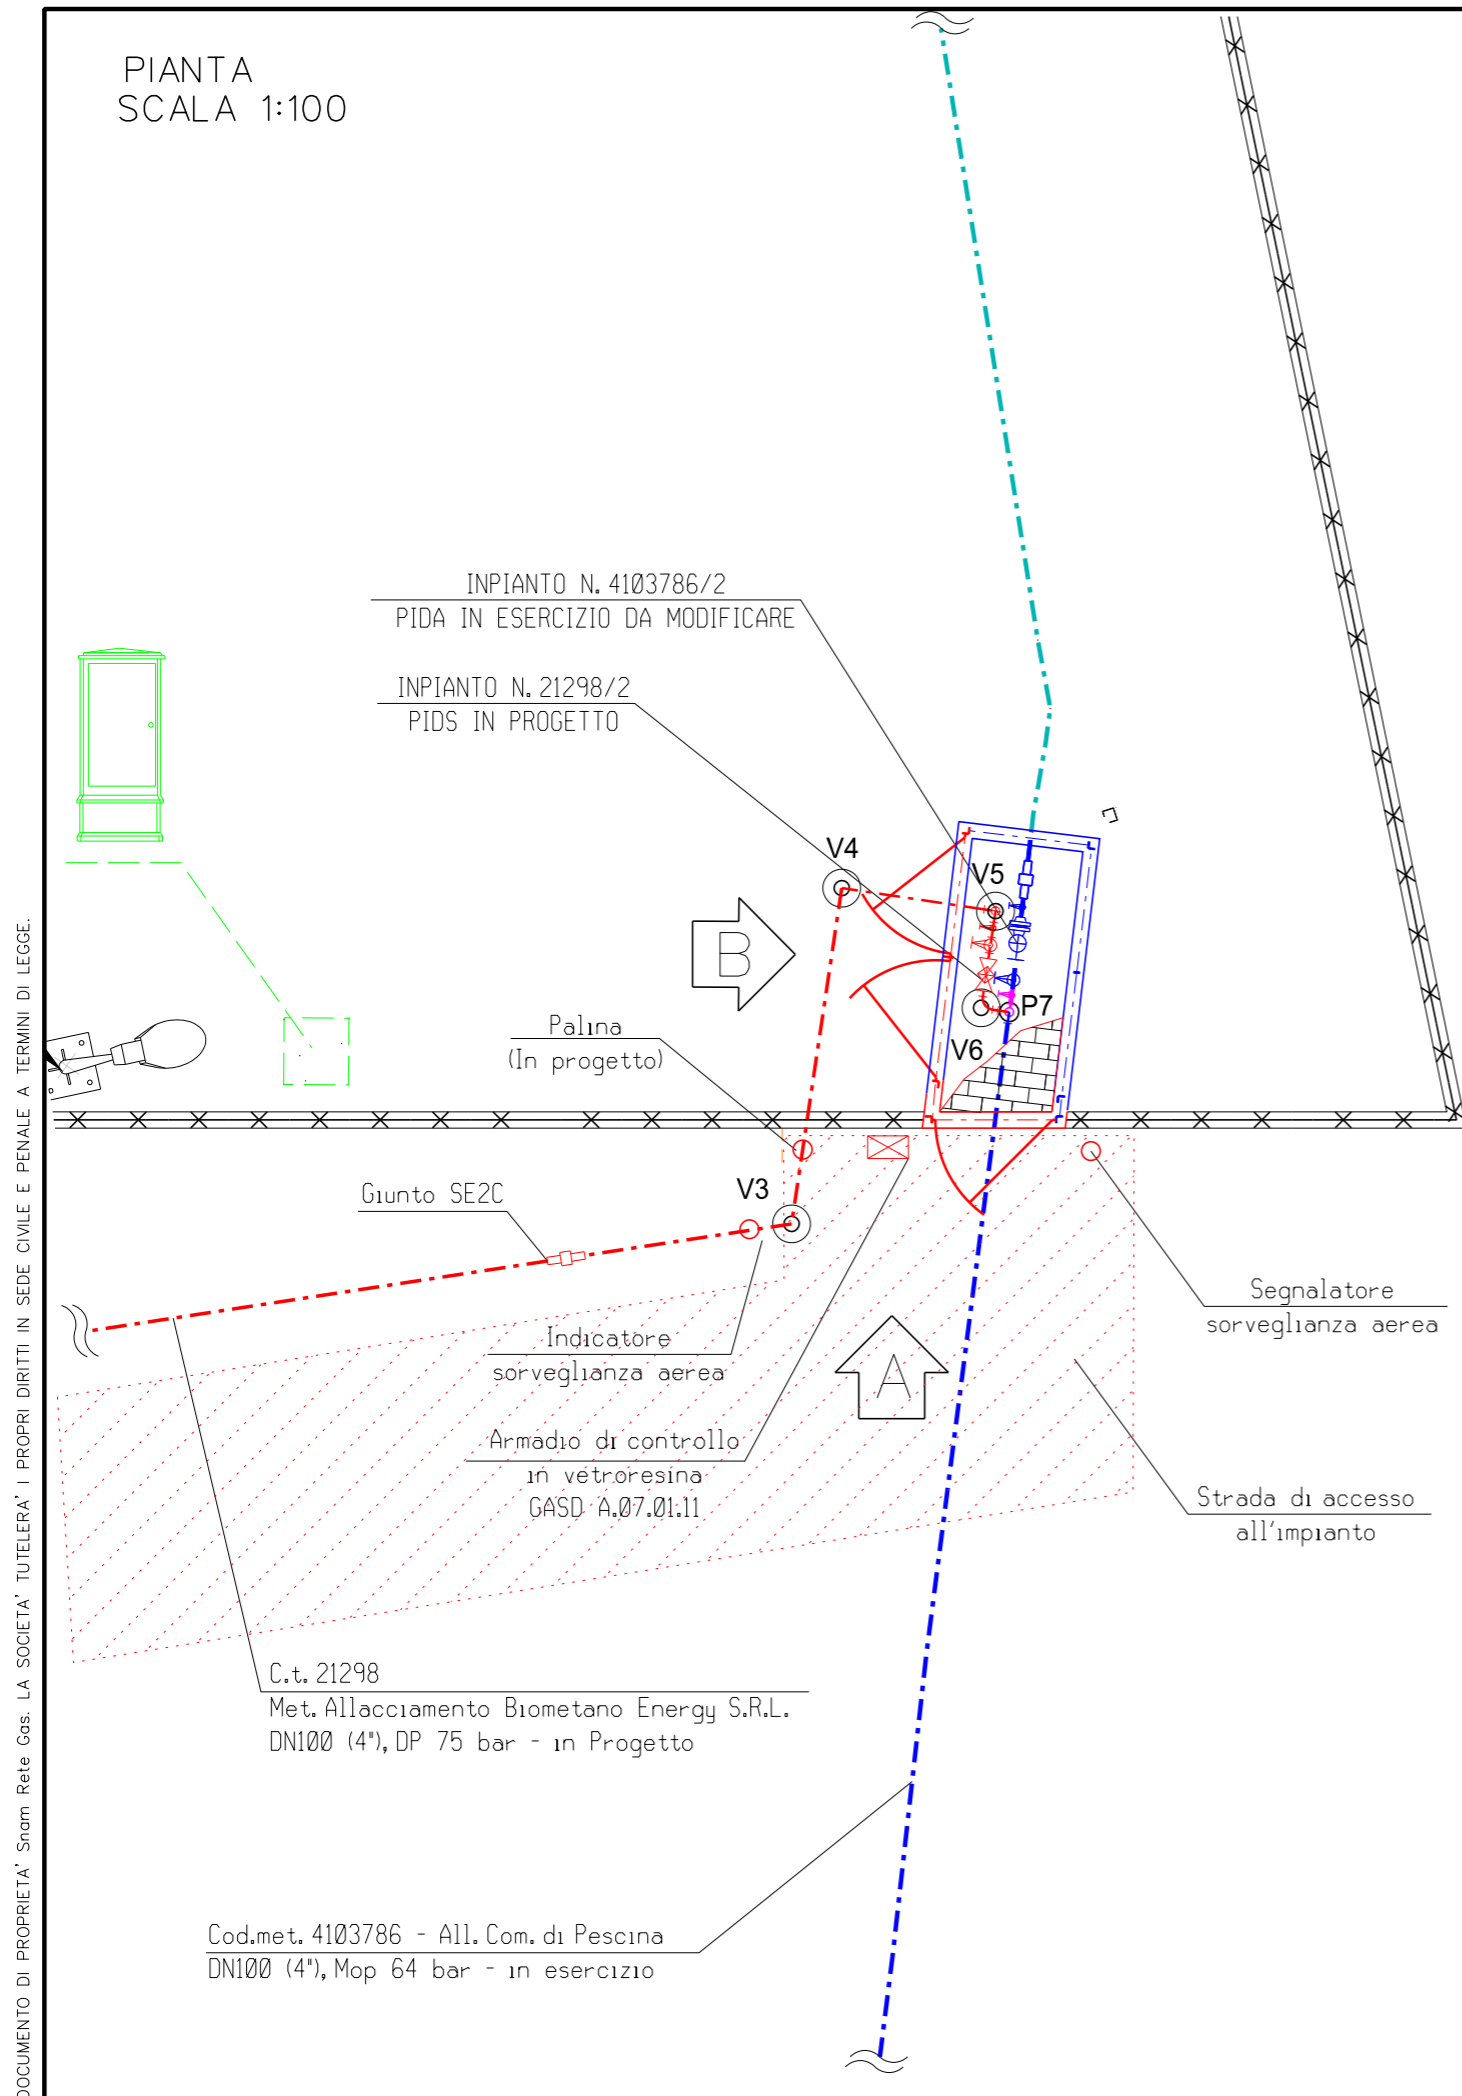 PIANTA
SCALA 1:100
INPIANTO N. 4103786/2
PIDA IN ESERCIZIO DA MODIFICARE
INPIANTO N. 21298/2
PIDS IN PROGETTO
V4
V5
B
P7
V6
Palina
(In progetto)
V3
Giunto SE2C
Indicatore
sorveglianza aerea
Segnalatore
sorveglianza aerea
A
Armadio di controllo
in vetroresina
GASD A.07.01.11
Strada di accesso
all'impianto
C.t. 21298
Met. Allacciamento Biometano Energy S.R.L.
DN100 (4"), DP 75 bar - in Progetto
Cod.met. 4103786 - All. Com. di Pescina
DN100 (4"), Mop 64 bar - in esercizio
DOCUMENTO DI PROPRIETA' Snam Rete Gas. LA SOCIETA' TUTELERA' I PROPRI DIRITTI IN SEDE CIVILE E PENALE A TERMINI DI LEGGE.